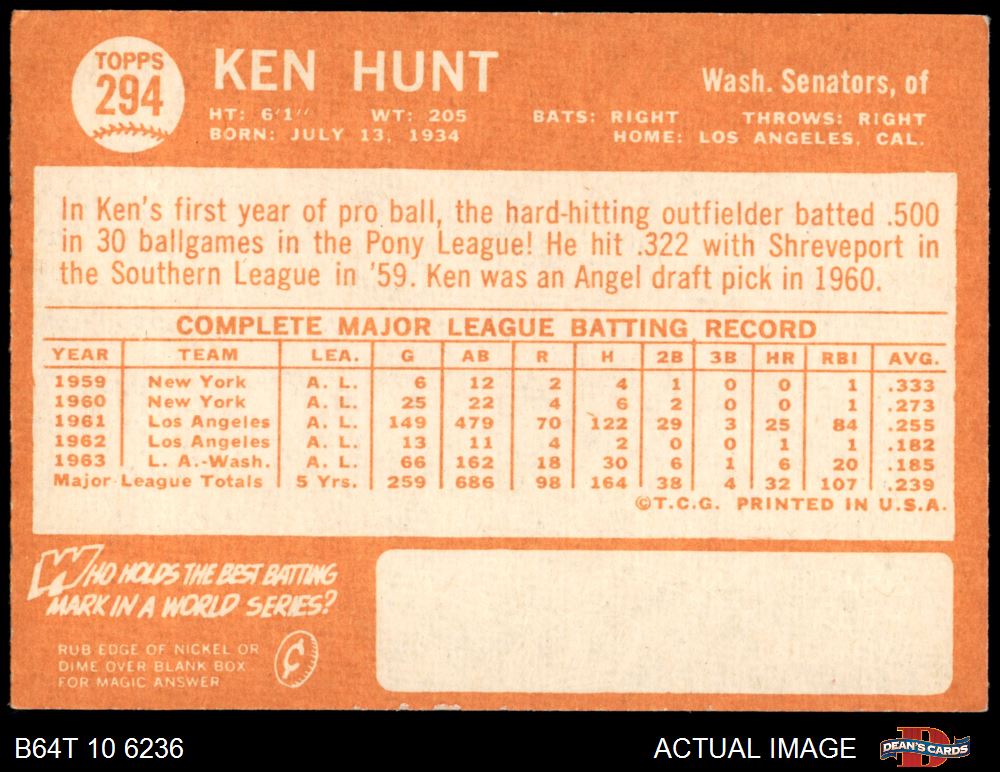 TOPPS
294
KEN HUNT
Wash. Senators, of
HT: 6'1" WT: 205 BATS: RIGHT THROWS: RIGHT
BORN: JULY 13, 1934 HOME: LOS ANGELES, CAL.
In Ken's first year of pro ball, the hard-hitting outfielder batted .500
in 30 ballgames in the Pony League! He hit .322 with Shreveport in
the Southern League in '59. Ken was an Angel draft pick in 1960.
COMPLETE MAJOR LEAGUE BATTING RECORD
YEAR TEAM LEA. G AB R H 2B 3B HR RBI AVG.
1959 New York A. L. 6 12 2 4 1 0 0 1 .333
1960 New York A. L. 25 22 4 6 2 0 0 1 .273
1961 Los Angeles A. L. 149 479 70 122 29 3 25 84 .255
1962 Los Angeles A. L. 13 11 4 2 0 0 1 1 .182
1963 L. A.-Wash. A. L. 66 162 18 30 6 1 6 20 .185
Major League Totals 5 Yrs. 259 686 98 164 38 4 32 107 .239
©T.C.G. PRINTED IN U.S.A.
WHO HOLDS THE BEST BATTING
MARK IN A WORLD SERIES?
RUB EDGE OF NICKEL OR
DIME OVER BLANK BOX
FOR MAGIC ANSWER
¢
B64T 10 6236
ACTUAL IMAGE
D
DEAN'S CARDS